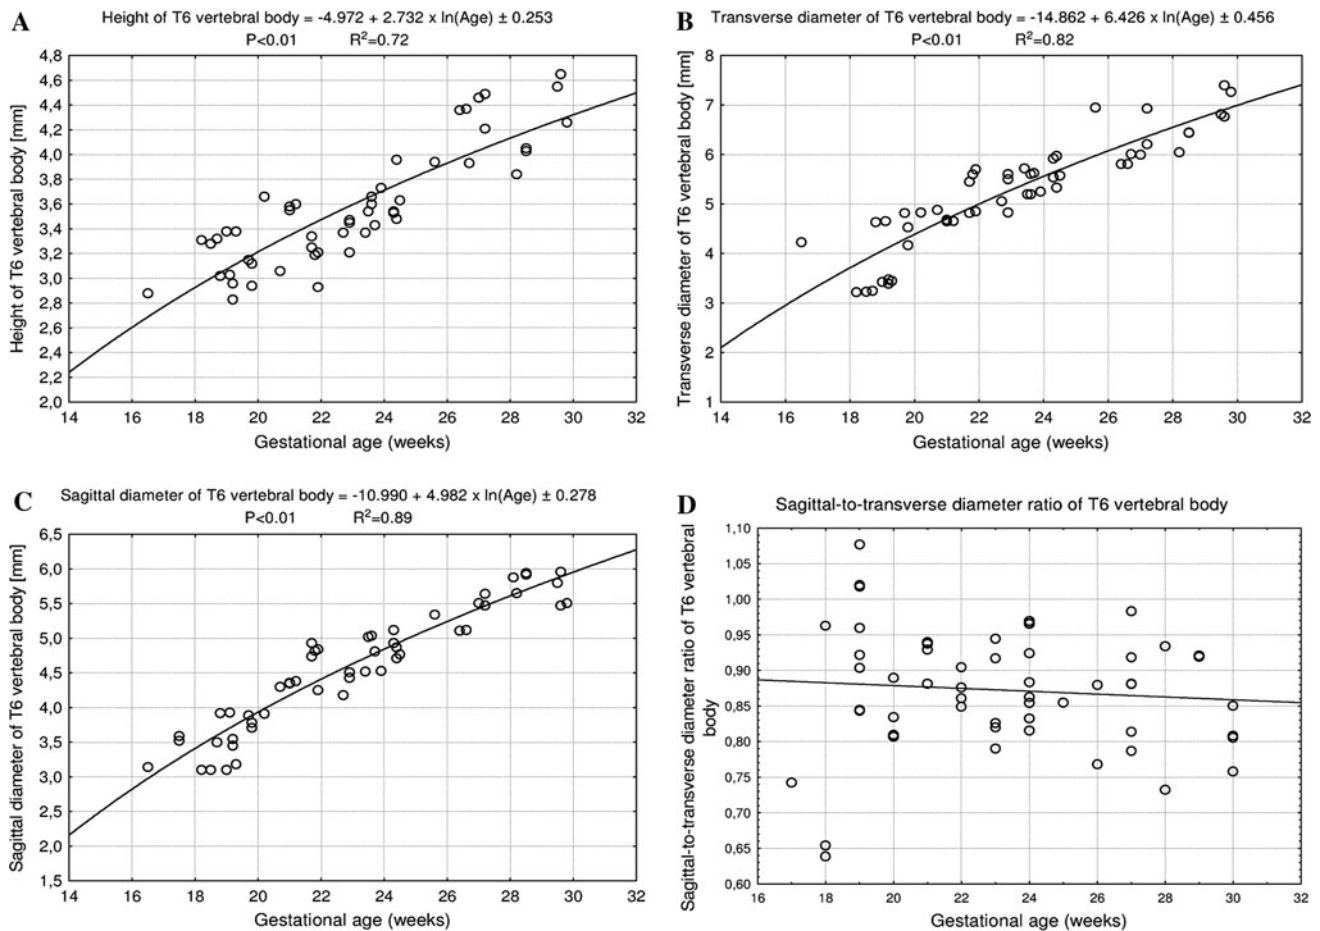 A
Height of T6 vertebral body = -4.972 + 2.732 x ln(Age) ± 0.253
P<0.01 R²=0.72
Height of T6 vertebral body [mm]
4,8
4,6
4,4
4,2
4,0
3,8
3,6
3,4
3,2
3,0
2,8
2,6
2,4
2,2
2,0
14 16 18 20 22 24 26 28 30 32
Gestational age (weeks)
B
Transverse diameter of T6 vertebral body = -14.862 + 6.426 x ln(Age) ± 0.456
P<0.01 R²=0.82
Transverse diameter of T6 vertebral body [mm]
8
7
6
5
4
3
2
1
14 16 18 20 22 24 26 28 30 32
Gestational age (weeks)
C
Sagittal diameter of T6 vertebral body = -10.990 + 4.982 x ln(Age) ± 0.278
P<0.01 R²=0.89
Sagittal diameter of T6 vertebral body [mm]
6,5
6,0
5,5
5,0
4,5
4,0
3,5
3,0
2,5
2,0
1,5
14 16 18 20 22 24 26 28 30 32
Gestational age (weeks)
D
Sagittal-to-transverse diameter ratio of T6 vertebral body
Sagittal-to-transverse diameter ratio of T6 vertebral
body
1,10
1,05
1,00
0,95
0,90
0,85
0,80
0,75
0,70
0,65
0,60
16 18 20 22 24 26 28 30 32
Gestational age (weeks)